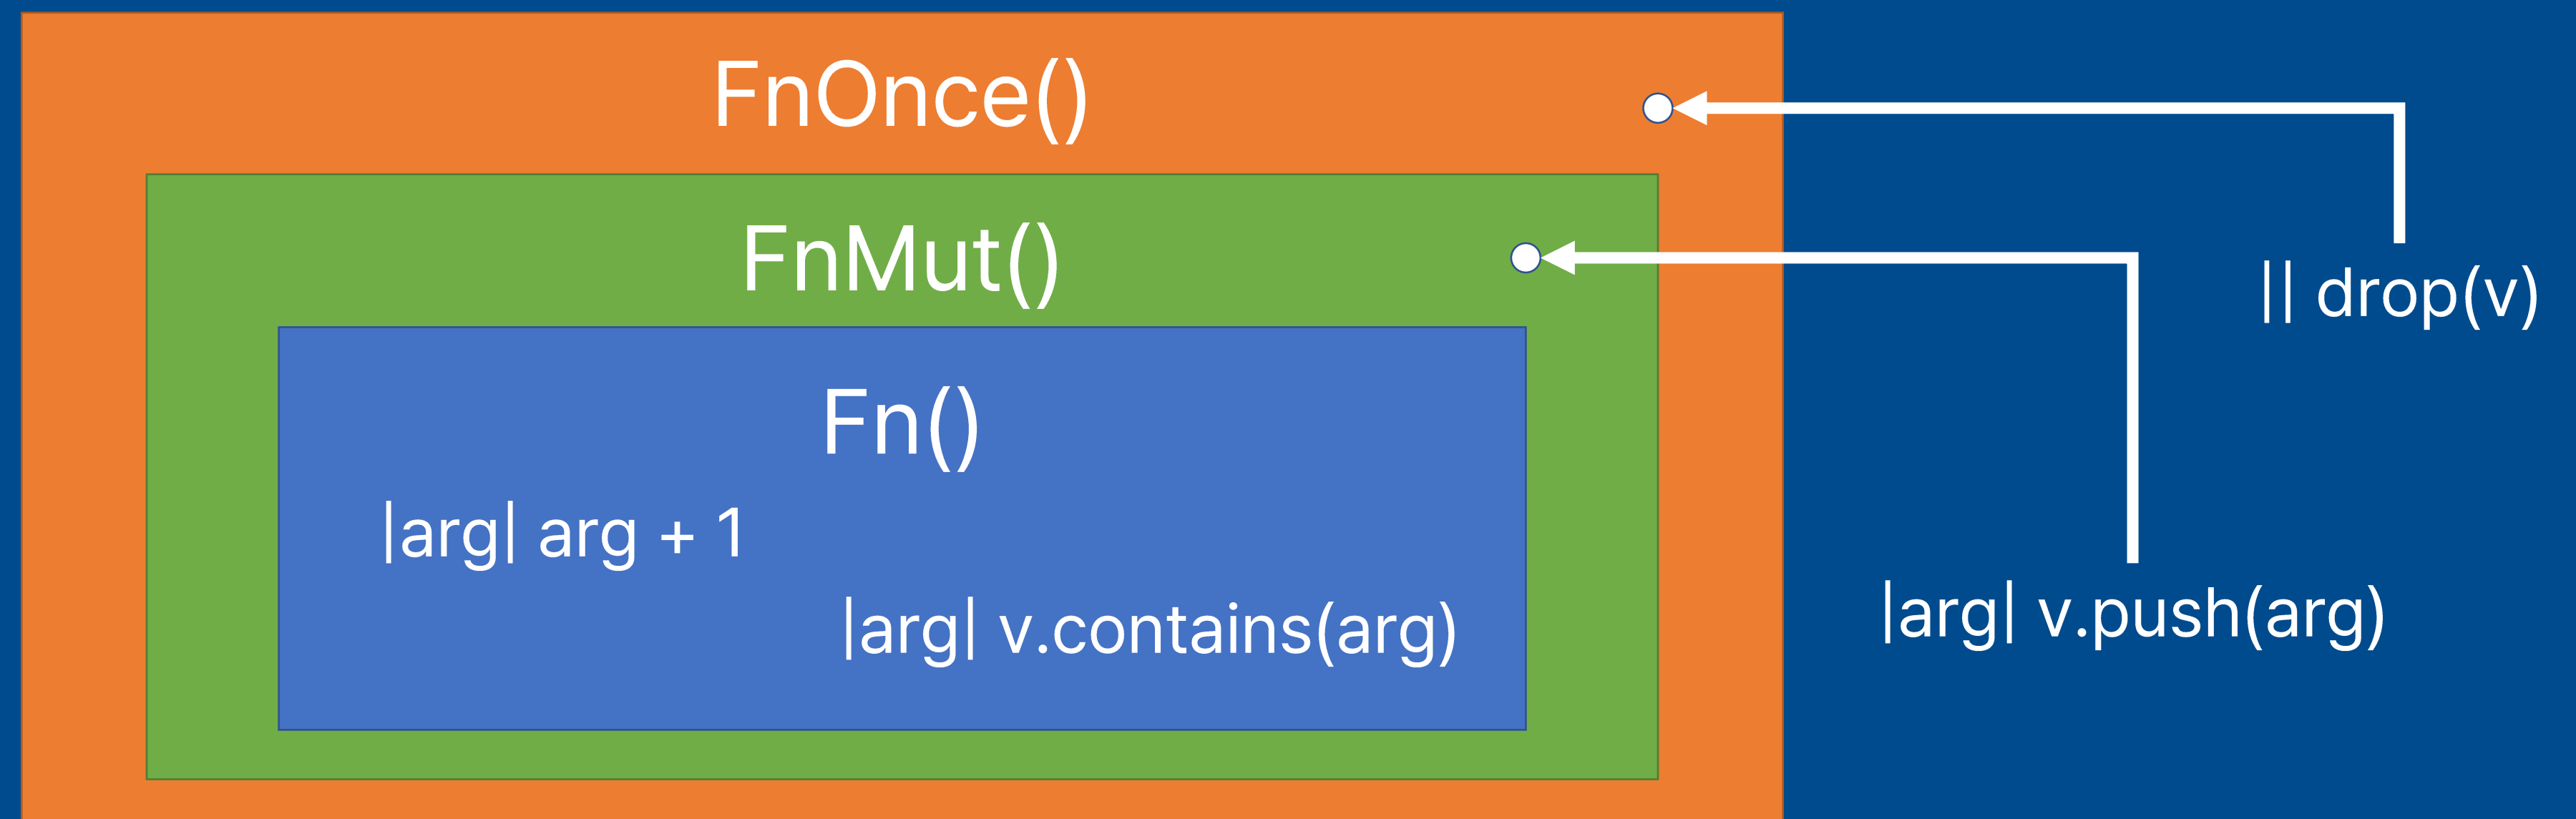 FnOnce()
FnMut()
|| drop(v)
Fn()
|arg| arg + 1
|arg| v.contains(arg)
|arg| v.push(arg)